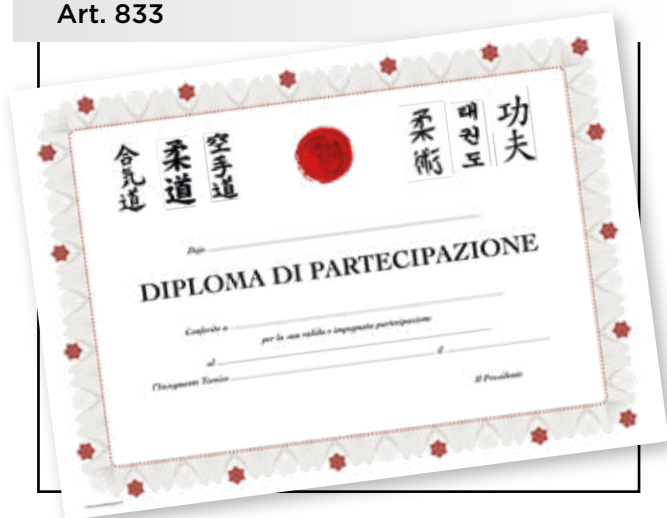 Art. 833
合気道
柔道
空手道
柔術
태권도
功夫
Dojo
DIPLOMA DI PARTECIPAZIONE
Conferito a
per la sua valida e impegnata partecipazione
al
il
l'Insegnante Tecnico
Il Presidente